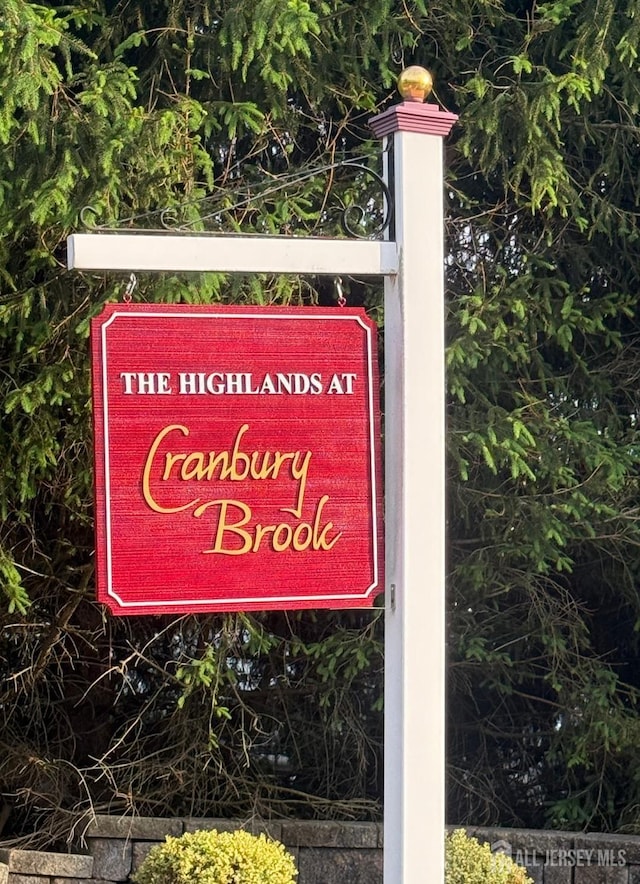 THE HIGHLANDS AT
Cranbury
Brook
ALL JERSEY MLS